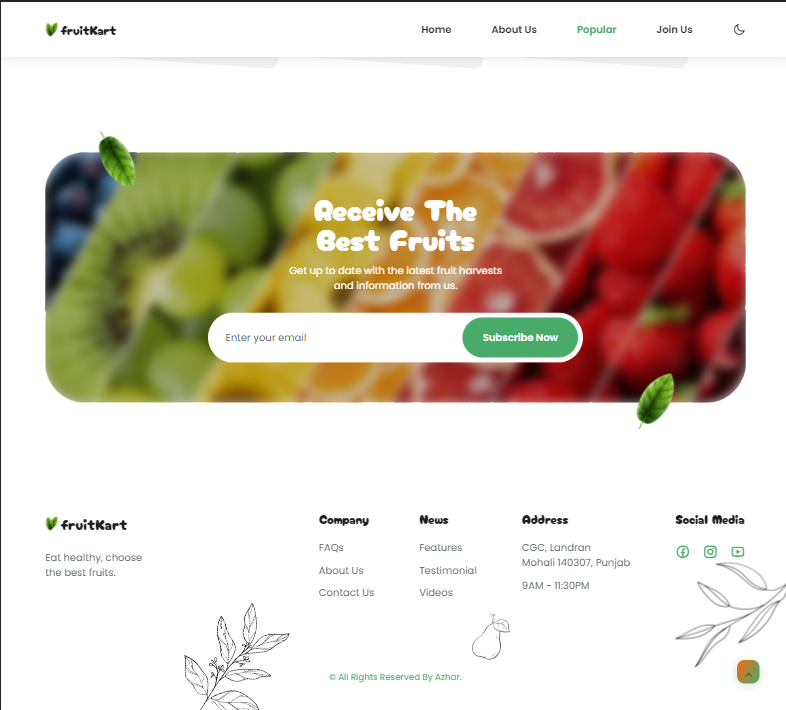 fruitKart
Home
About Us
Popular
Join Us
Receive The
Best Fruits
Get up to date with the latest fruit harvests
and information from us.
Enter your email
Subscribe Now
fruitKart
Eat healthy, choose
the best fruits.
Company
FAQs
About Us
Contact Us
News
Features
Testimonial
Videos
Address
CGC, Landran
Mohali 140307, Punjab
9AM - 11:30PM
Social Media
© All Rights Reserved By Azhar.